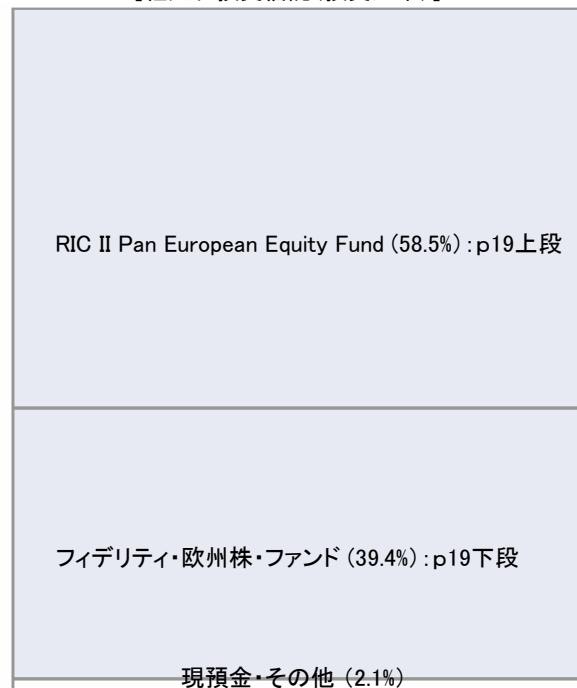 RIC II Pan European Equity Fund (58.5%) : p19上段
フィデリティ・欧州株・ファンド (39.4%) : p19下段
現預金・その他 (2.1%)